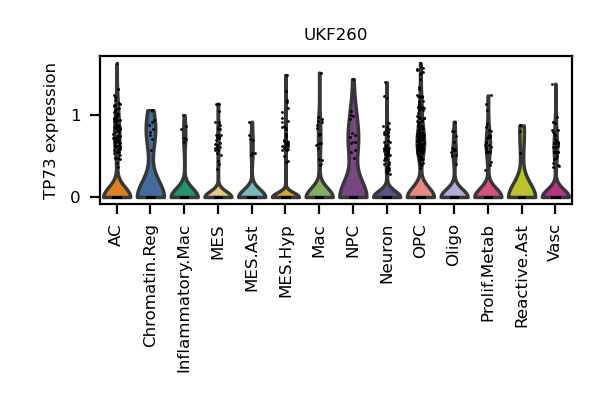 UKF260
TP73 expression
1
0
AC
Chromatin.Reg
Inflammatory.Mac
MES
MES.Ast
MES.Hyp
Mac
NPC
Neuron
OPC
Oligo
Prolif.Metab
Reactive.Ast
Vasc